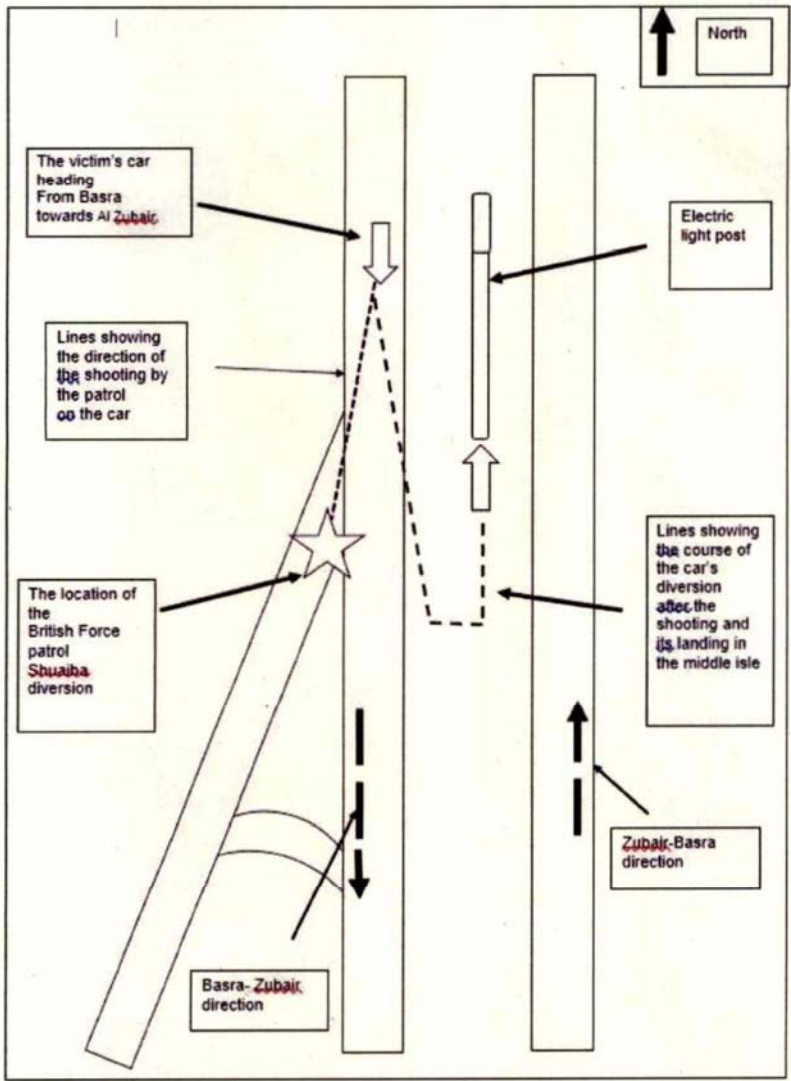 North
The victim's car
heading
From Basra
towards Al Zubair
Electric
light post
Lines showing
the direction of
the shooting by
the patrol
on the car
Lines showing
the course of
the car's
diversion
after the
shooting and
its landing in
the middle isle
The location of
the
British Force
patrol
Shuaiba
diversion
Zubair-Basra
direction
Basra- Zubair
direction